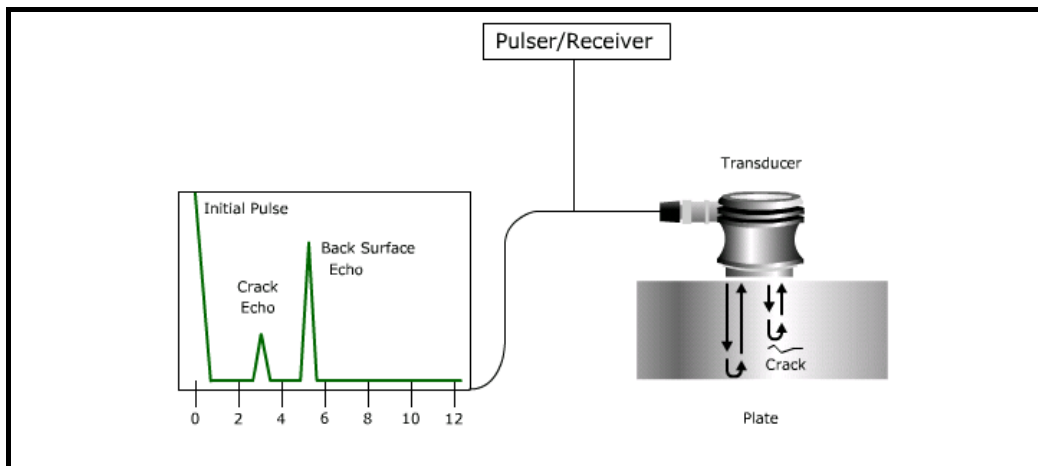 Pulser/Receiver
Transducer
Initial Pulse
Back Surface
Echo
Crack
Echo
Crack
0 2 4 6 8 10 12
Plate